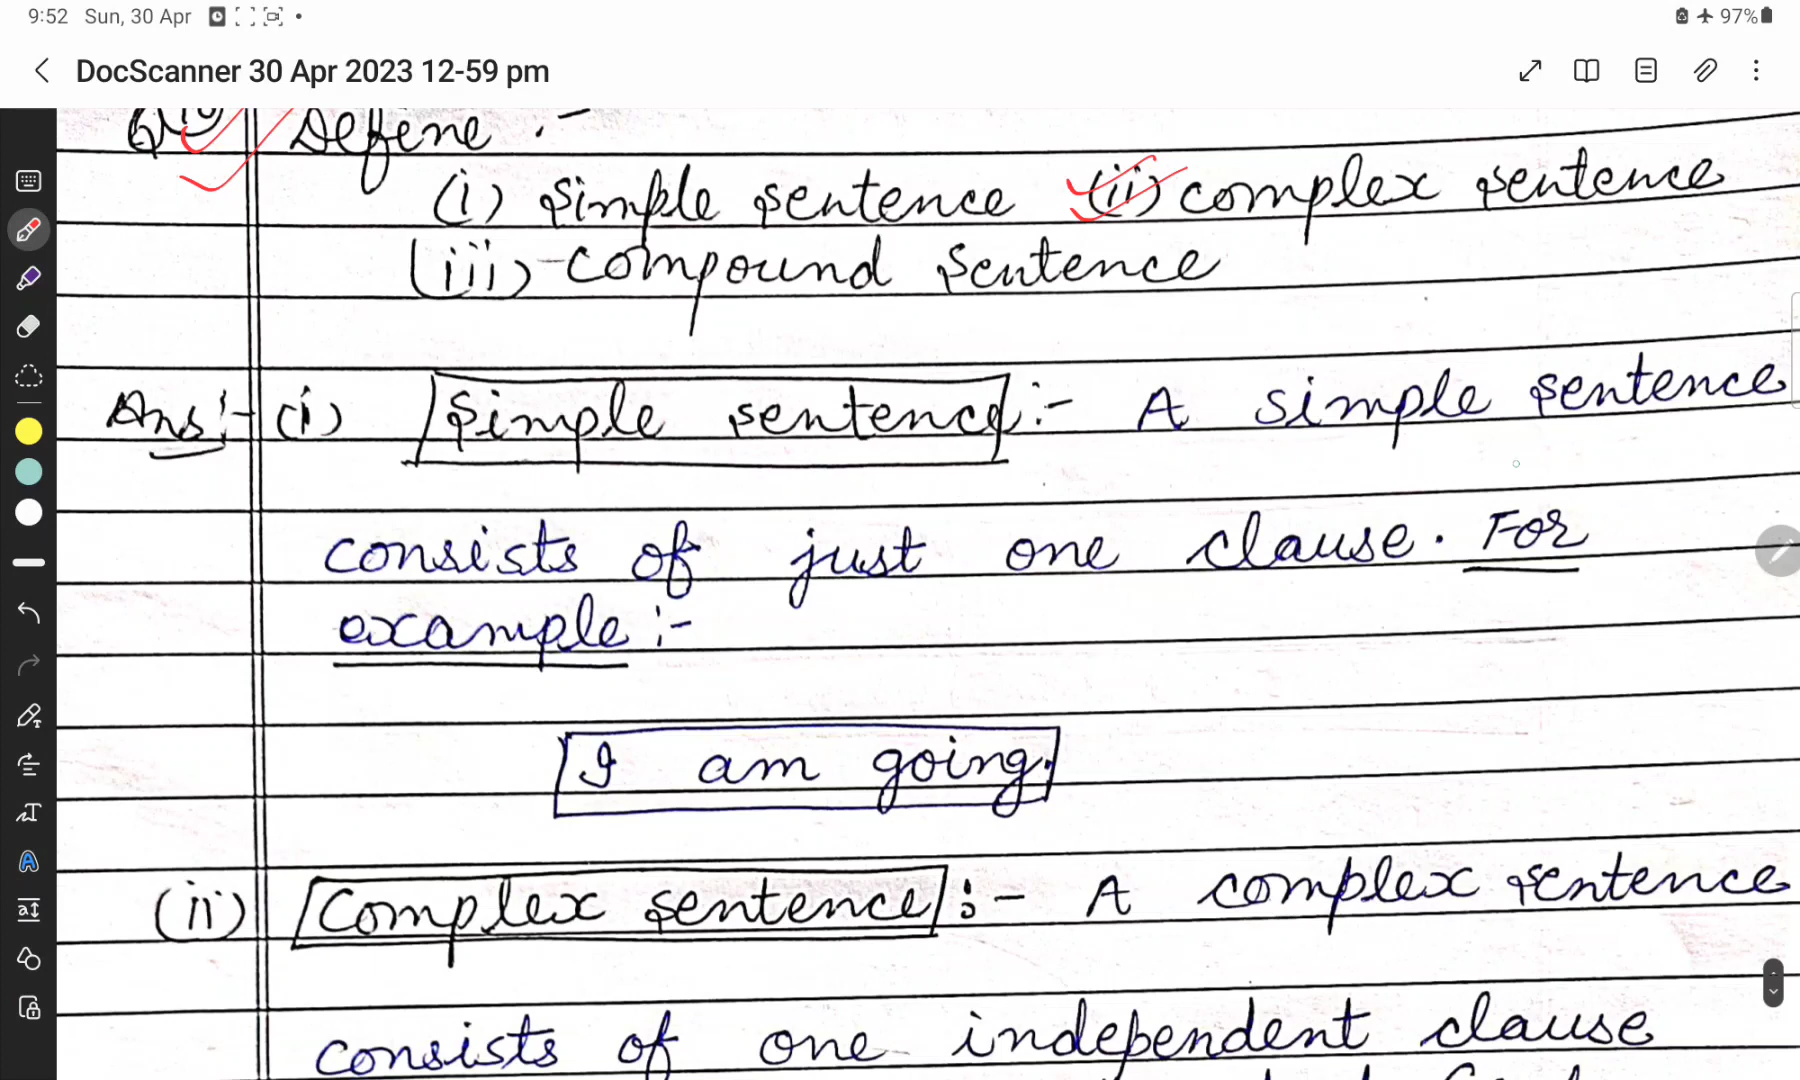 9:52 Sun, 30 Apr
97%
DocScanner 30 Apr 2023 12-59 pm
Defene :-
(i) simple sentence (ii) complex sentence
(iii) compound sentence
Ans:- (i) Simple sentence :- A simple sentence
consists of just one clause. For
example :-
I am going.
(ii) Complex sentence :- A complex sentence
consists of one independent clause